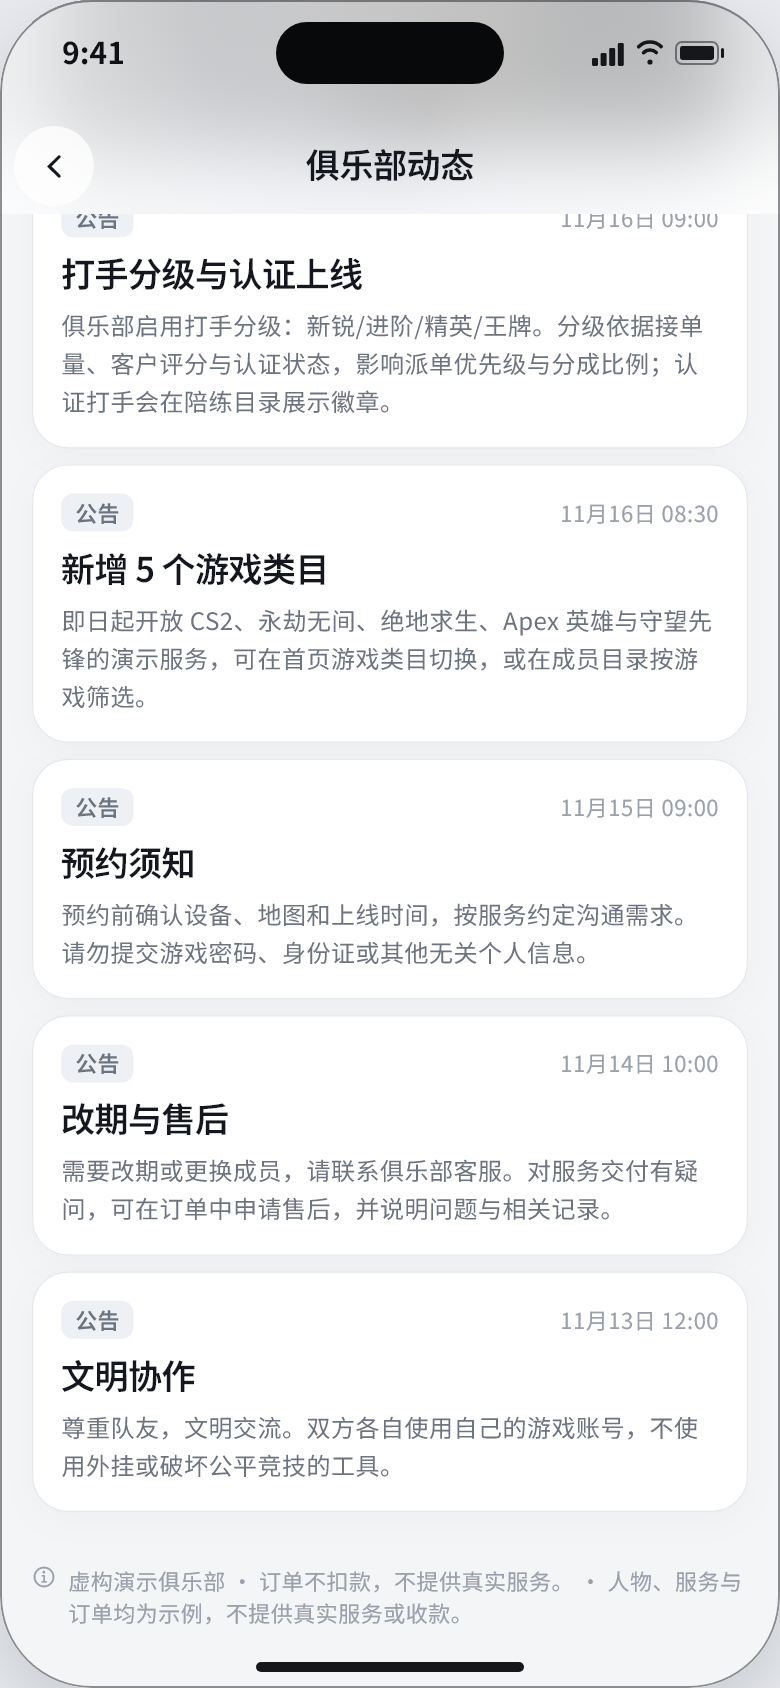 9:41
俱乐部动态
公告
11月16日 09:00
打手分级与认证上线
俱乐部启用打手分级：新锐/进阶/精英/王牌。分级依据接单
量、客户评分与认证状态，影响派单优先级与分成比例；认
证打手会在陪练目录展示徽章。
公告
11月16日 08:30
新增 5 个游戏类目
即日起开放 CS2、永劫无间、绝地求生、Apex 英雄与守望先
锋的演示服务，可在首页游戏类目切换，或在成员目录按游
戏筛选。
公告
11月15日 09:00
预约须知
预约前确认设备、地图和上线时间，按服务约定沟通需求。
请勿提交游戏密码、身份证或其他无关个人信息。
公告
11月14日 10:00
改期与售后
需要改期或更换成员，请联系俱乐部客服。对服务交付有疑
问，可在订单中申请售后，并说明问题与相关记录。
公告
11月13日 12:00
文明协作
尊重队友，文明交流。双方各自使用自己的游戏账号，不使
用外挂或破坏公平竞技的工具。
虚构演示俱乐部 · 订单不扣款，不提供真实服务。 · 人物、服务与
订单均为示例，不提供真实服务或收款。